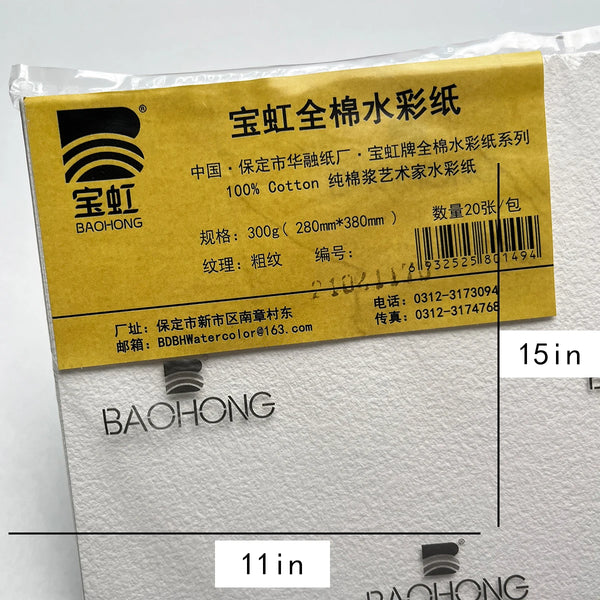 宝虹全棉水彩纸
®
宝虹
BAOHONG
中国·保定市华融纸厂·宝虹牌全棉水彩纸系列
100% Cotton 纯棉浆艺术家水彩纸
规格：300g( 280mm*380mm )
数量20张/包
纹理：粗纹
编号：
6 932525 801494
厂址：保定市新市区南章村东
电话：0312-3173094
邮箱：BDBHWatercolor@163.com
传真：0312-3174768
15in
BAOHONG
11in
BAOHONG